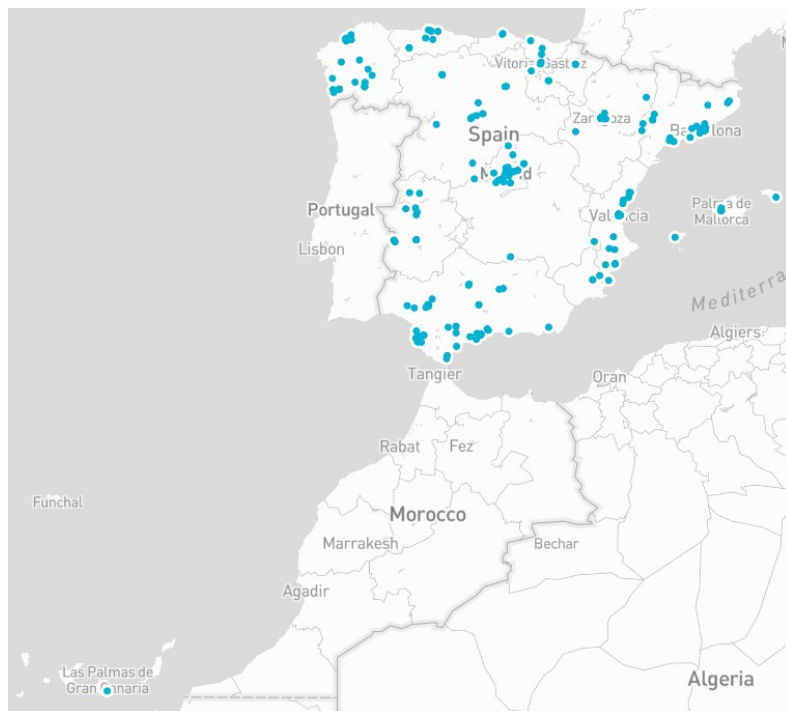 Vitoria-Gasteiz
Zaragoza
Spain
Barcelona
Madrid
Portugal
Valencia
Palma de
Mallorca
Lisbon
Mediterra
Algiers
Tangier
Oran
Rabat
Fez
Funchal
Morocco
Marrakesh
Bechar
Agadir
Las Palmas de
Gran Canaria
Algeria